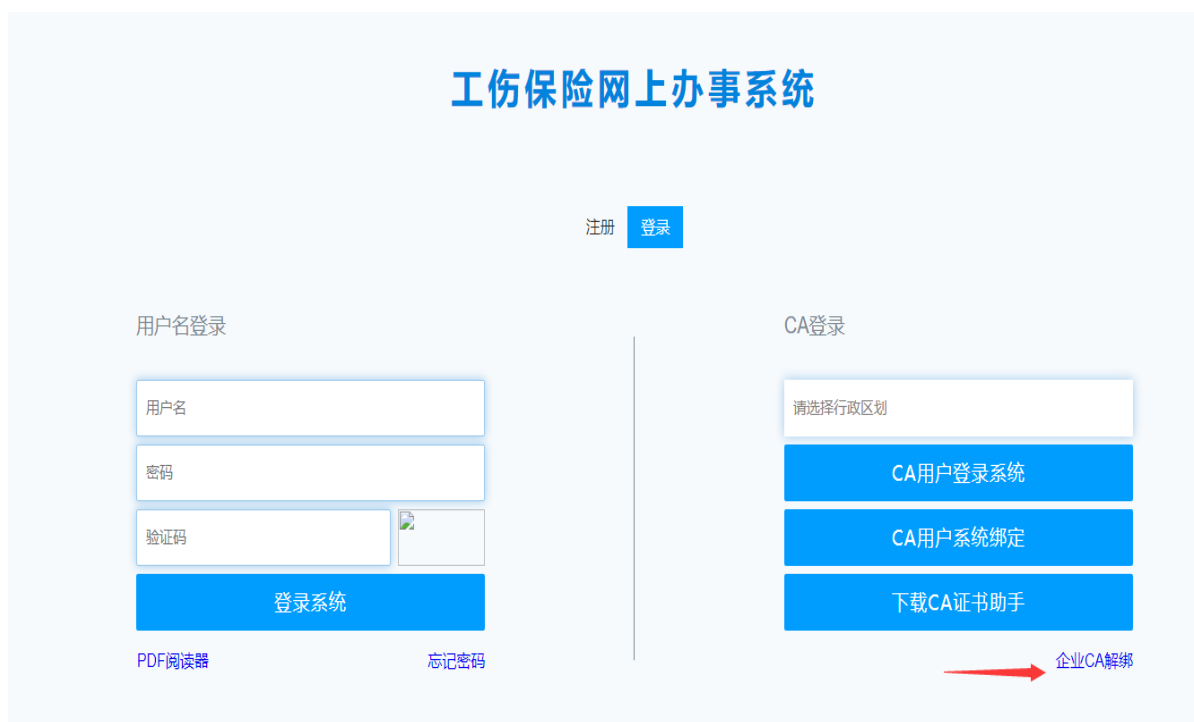 工伤保险网上办事系统
注册 登录
用户名登录
用户名
密码
验证码
登录系统
PDF阅读器 忘记密码
CA登录
请选择行政区划
CA用户登录系统
CA用户系统绑定
下载CA证书助手
企业CA解绑